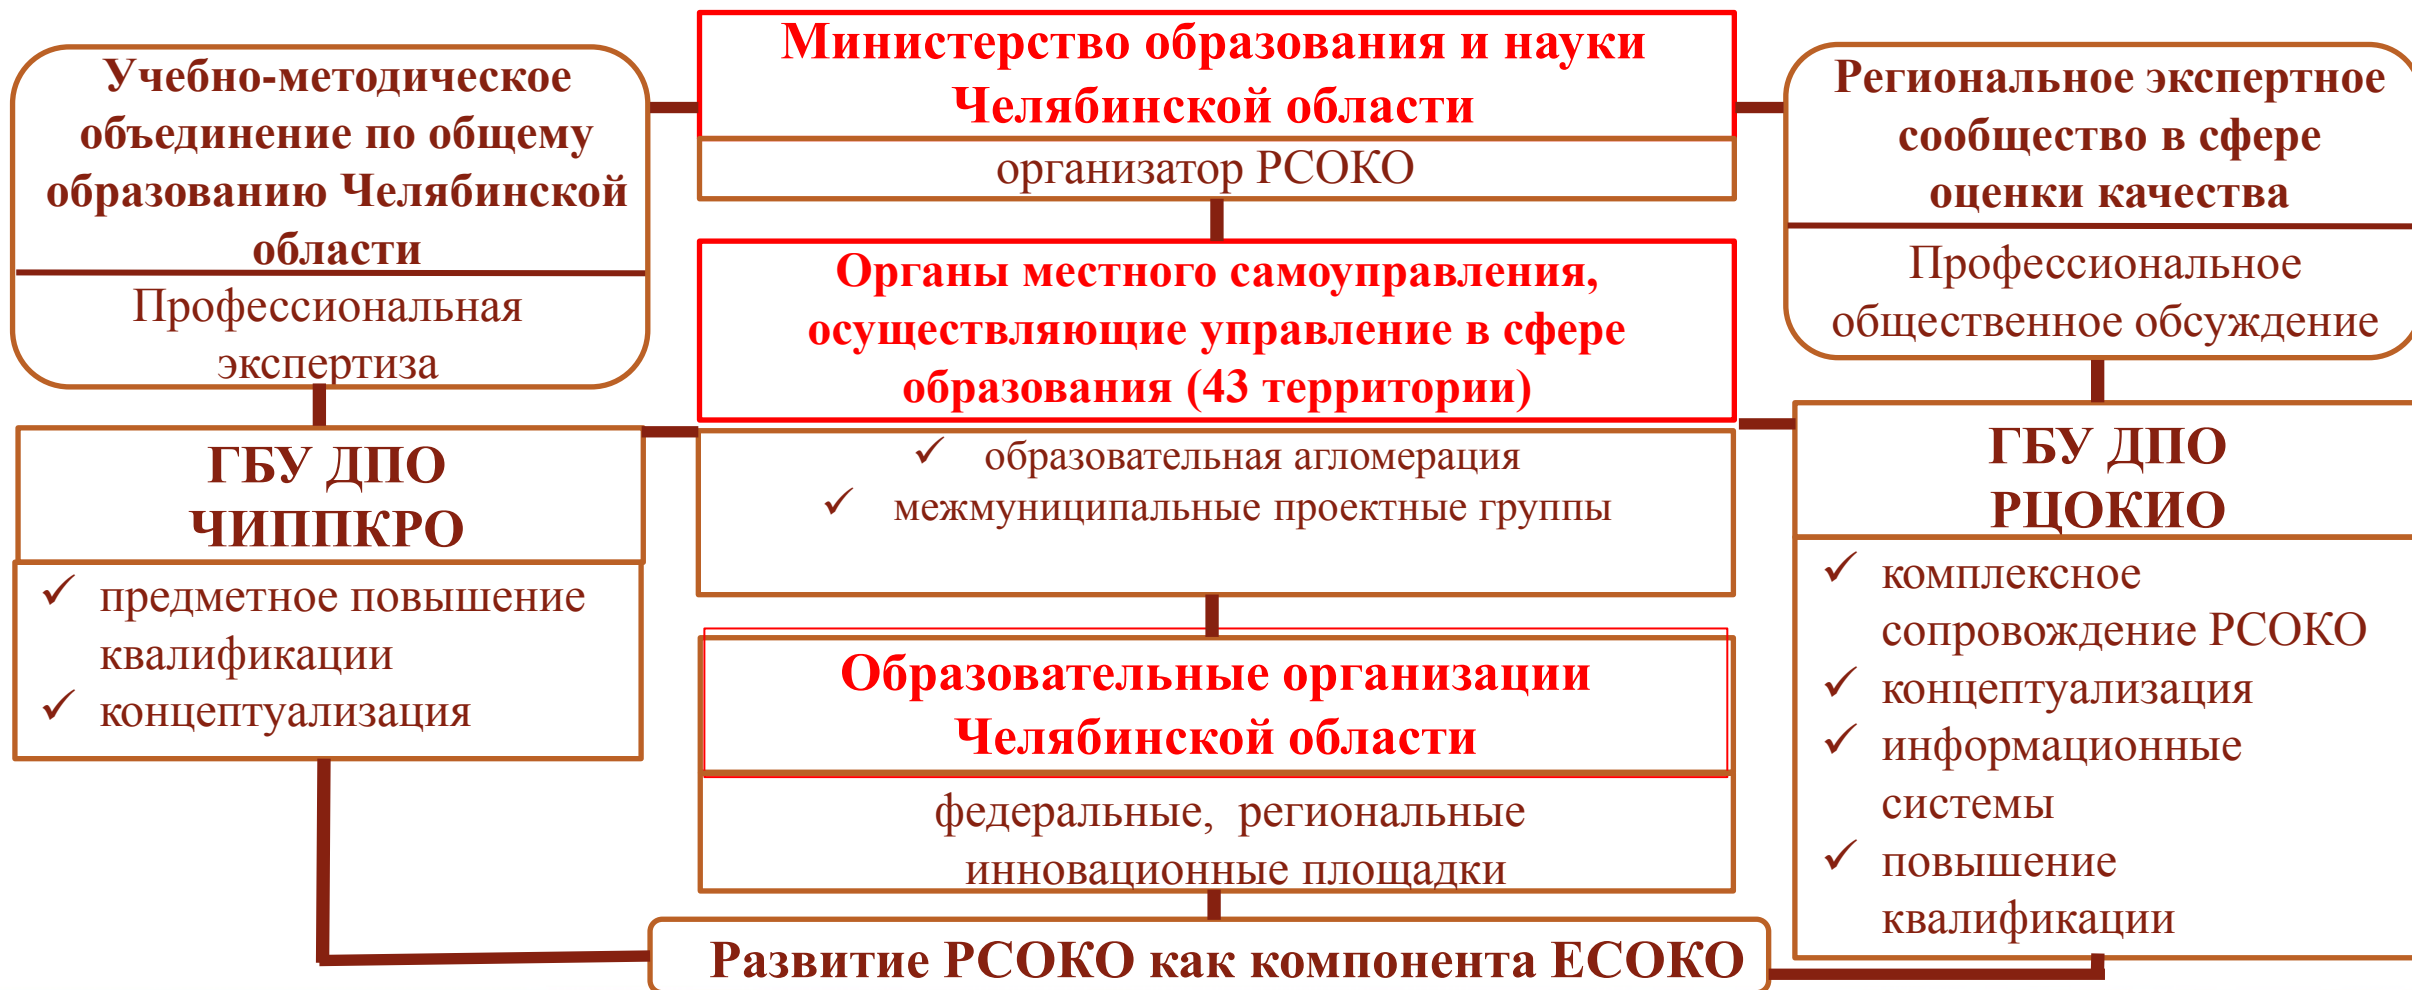 Министерство образования и науки
Челябинской области
организатор РСОКО
Учебно-методическое
объединение по общему
образованию Челябинской
области
Профессиональная
экспертиза
Региональное экспертное
сообщество в сфере
оценки качества
Профессиональное
общественное обсуждение
Органы местного самоуправления,
осуществляющие управление в сфере
образования (43 территории)
✓ образовательная агломерация
✓ межмуниципальные проектные группы
ГБУ ДПО
ЧИППКРО
✓ предметное повышение
квалификации
✓ концептуализация
ГБУ ДПО
РЦОКИО
✓ комплексное
сопровождение РСОКО
✓ концептуализация
✓ информационные
системы
✓ повышение
квалификации
Образовательные организации
Челябинской области
федеральные, региональные
инновационные площадки
Развитие РСОКО как компонента ЕСОКО